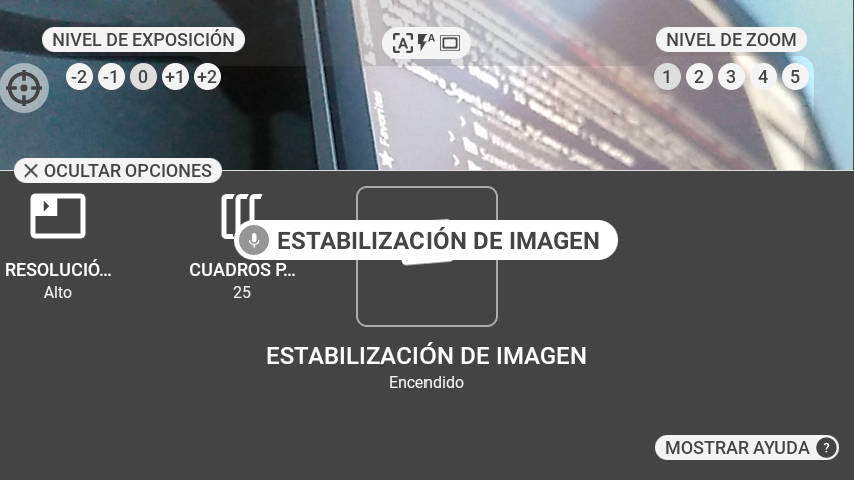 NIVEL DE EXPOSICIÓN
-2 -1 0 +1 +2
A
A
NIVEL DE ZOOM
1 2 3 4 5
Favorites
OCULTAR OPCIONES
RESOLUCIÓ...
Alto
CUADROS P...
25
ESTABILIZACIÓN DE IMAGEN
ESTABILIZACIÓN DE IMAGEN
Encendido
MOSTRAR AYUDA ?